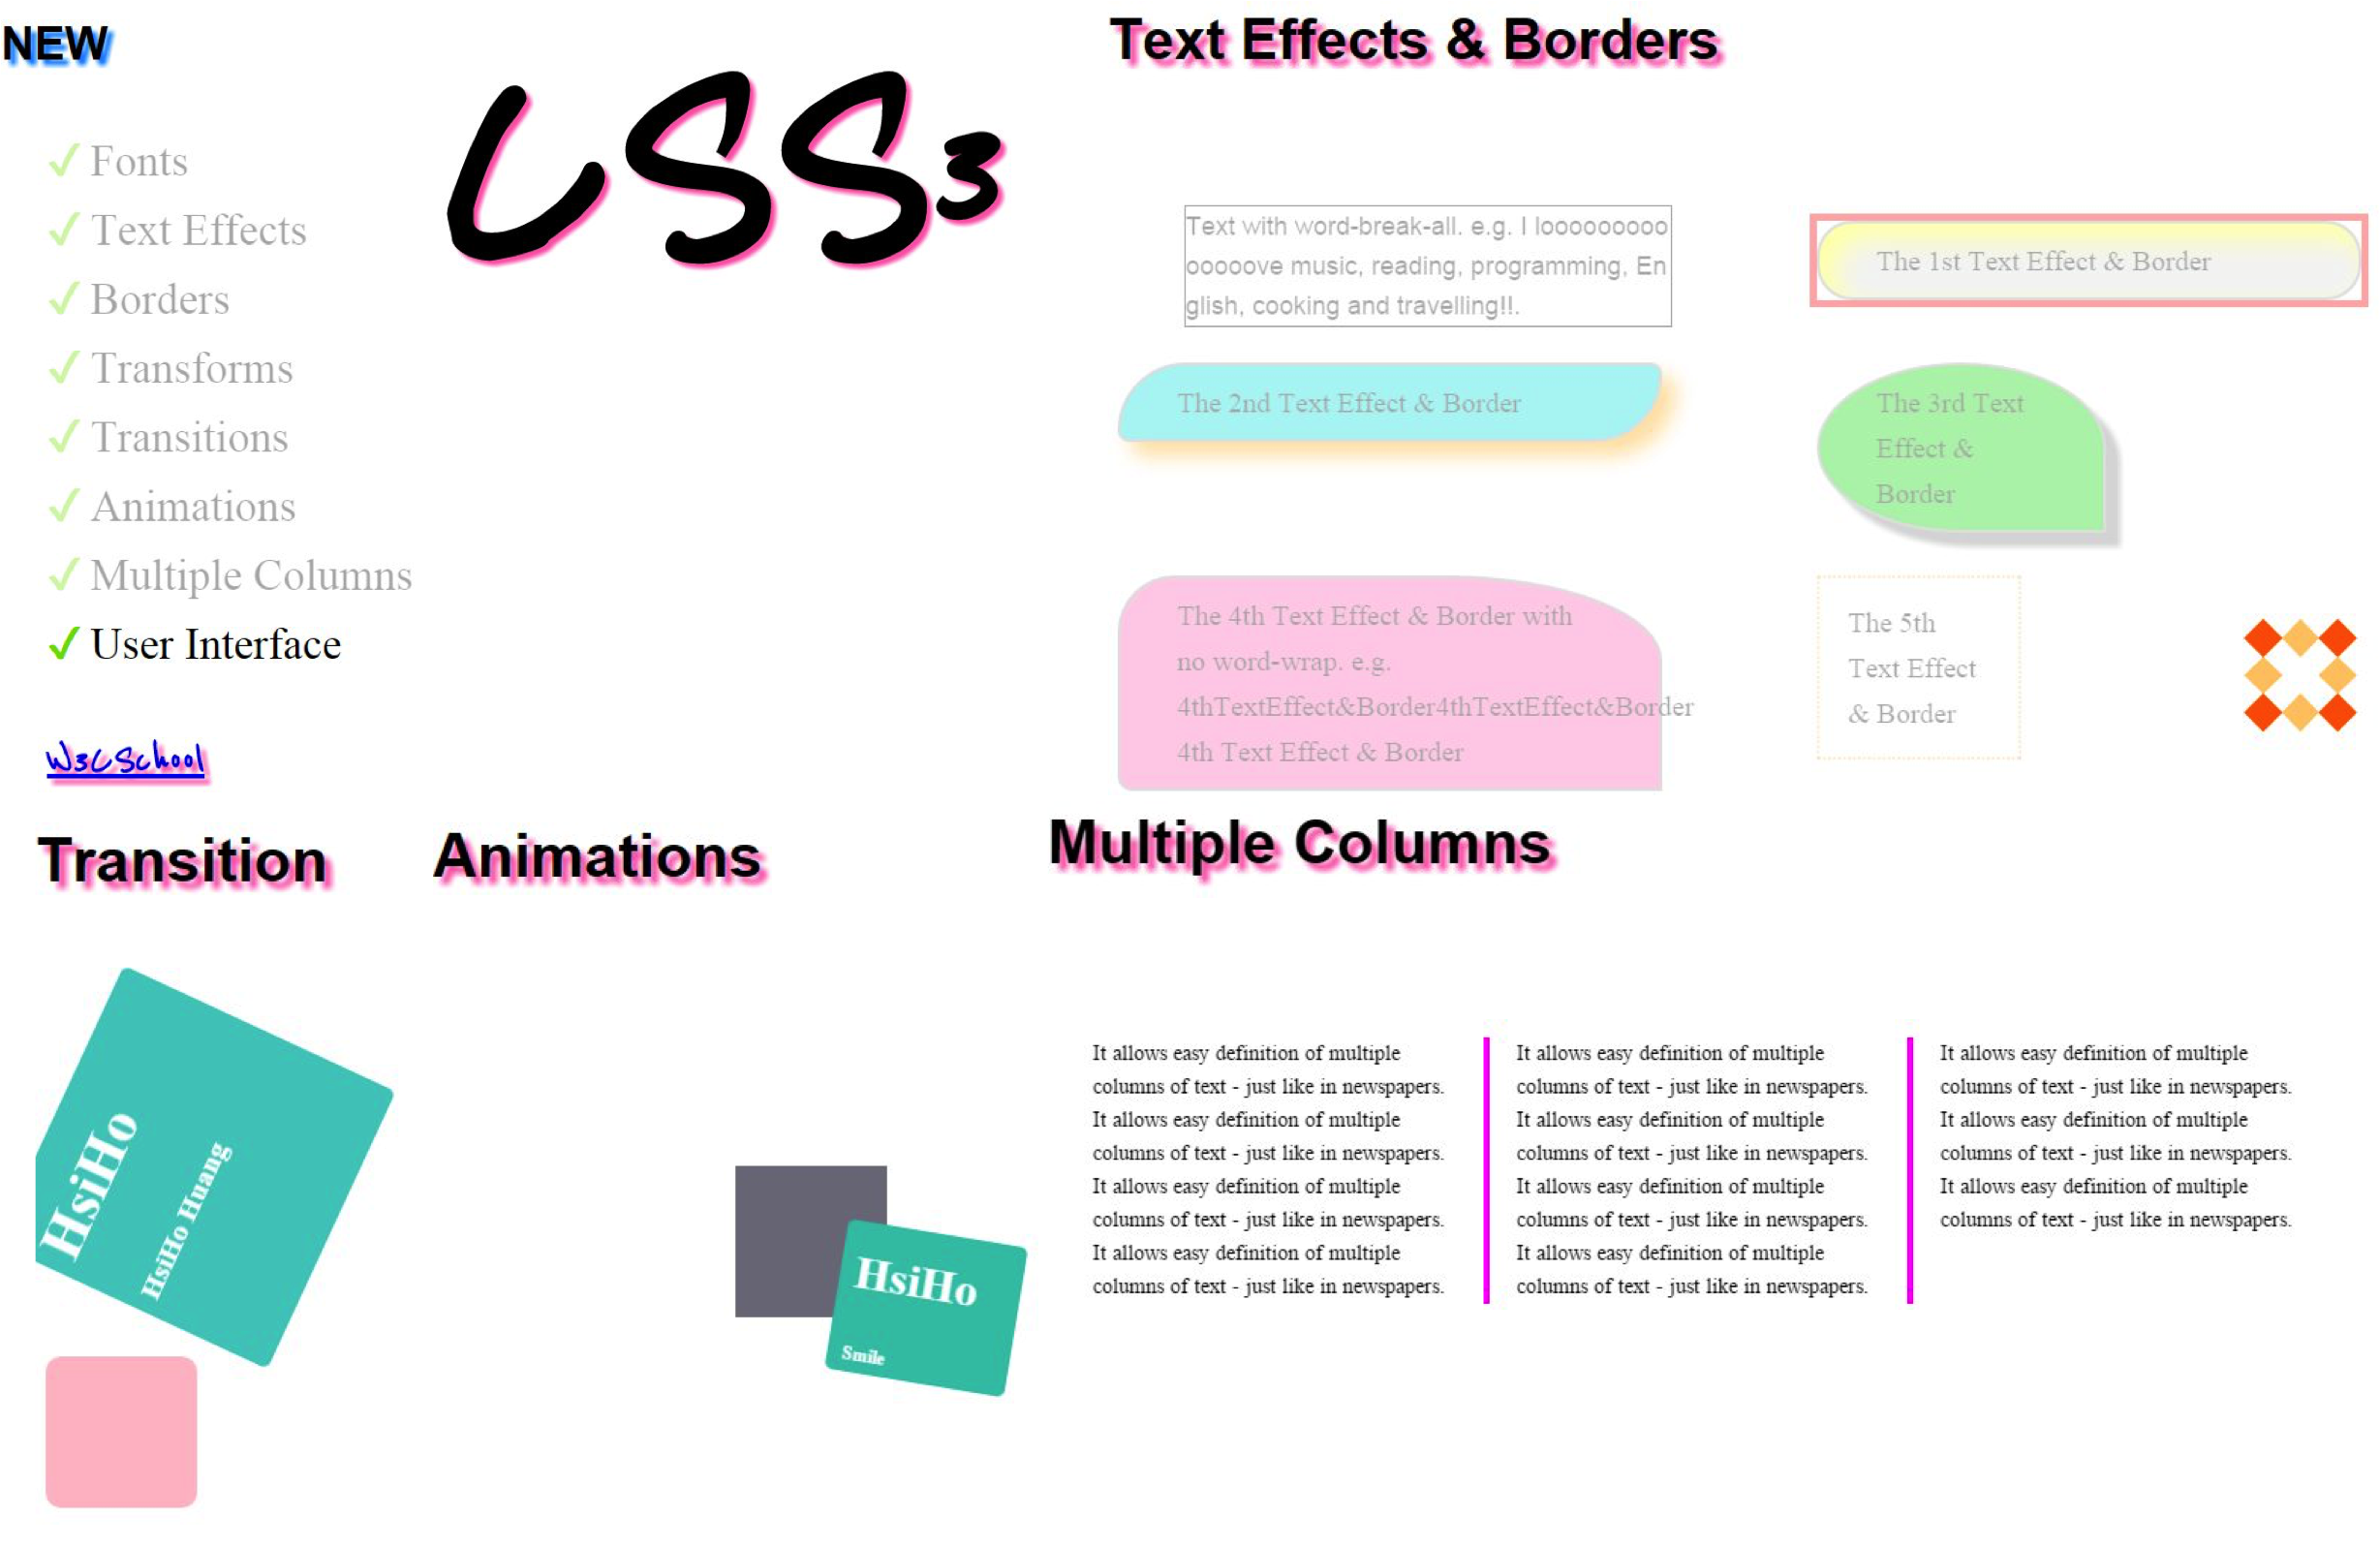 NEW
CSS3
Fonts
Text Effects
Borders
Transforms
Transitions
Animations
Multiple Columns
User Interface
W3CSchool
Text Effects & Borders
Text with word-break-all. e.g. I looooooooo
ooooove music, reading, programming, En
glish, cooking and travelling!!.
The 1st Text Effect & Border
The 2nd Text Effect & Border
The 3rd Text
Effect &
Border
The 4th Text Effect & Border with
no word-wrap. e.g.
4thTextEffect&Border4thTextEffect&Border
4th Text Effect & Border
The 5th
Text Effect
& Border
Transition
HsiHo
HsiHo Huang
Animations
HsiHo
Smile
Multiple Columns
It allows easy definition of multiple
columns of text - just like in newspapers.
It allows easy definition of multiple
columns of text - just like in newspapers.
It allows easy definition of multiple
columns of text - just like in newspapers.
It allows easy definition of multiple
columns of text - just like in newspapers.
It allows easy definition of multiple
columns of text - just like in newspapers.
It allows easy definition of multiple
columns of text - just like in newspapers.
It allows easy definition of multiple
columns of text - just like in newspapers.
It allows easy definition of multiple
columns of text - just like in newspapers.
It allows easy definition of multiple
columns of text - just like in newspapers.
It allows easy definition of multiple
columns of text - just like in newspapers.
It allows easy definition of multiple
columns of text - just like in newspapers.